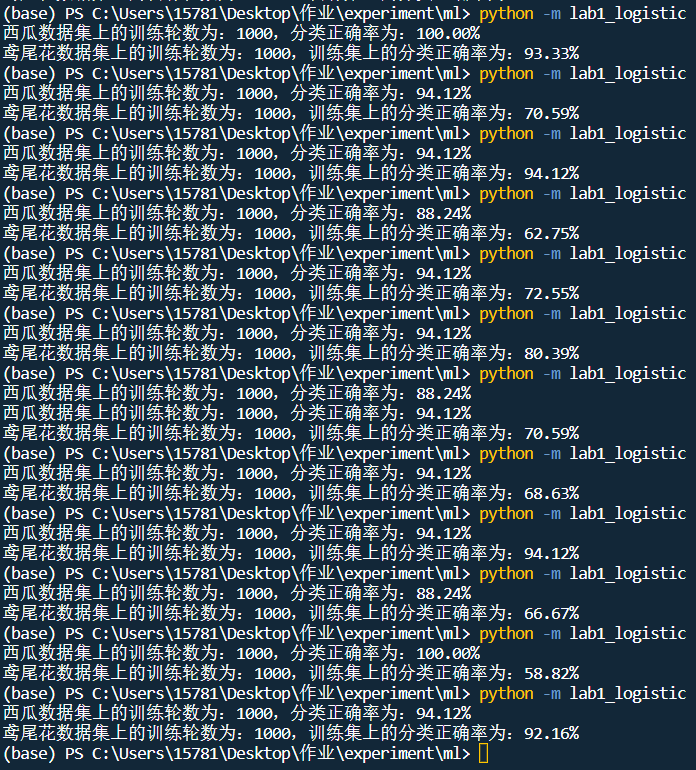 (base) PS C:\Users\15781\Desktop\作业\experiment\ml> python -m lab1_logistic
西瓜数据集上的训练轮数为：1000，分类正确率为：100.00%
鸢尾花数据集上的训练轮数为：1000，训练集上的分类正确率为：93.33%
(base) PS C:\Users\15781\Desktop\作业\experiment\ml> python -m lab1_logistic
西瓜数据集上的训练轮数为：1000，分类正确率为：94.12%
鸢尾花数据集上的训练轮数为：1000，训练集上的分类正确率为：70.59%
(base) PS C:\Users\15781\Desktop\作业\experiment\ml> python -m lab1_logistic
西瓜数据集上的训练轮数为：1000，分类正确率为：94.12%
鸢尾花数据集上的训练轮数为：1000，训练集上的分类正确率为：94.12%
(base) PS C:\Users\15781\Desktop\作业\experiment\ml> python -m lab1_logistic
西瓜数据集上的训练轮数为：1000，分类正确率为：88.24%
鸢尾花数据集上的训练轮数为：1000，训练集上的分类正确率为：62.75%
(base) PS C:\Users\15781\Desktop\作业\experiment\ml> python -m lab1_logistic
西瓜数据集上的训练轮数为：1000，分类正确率为：94.12%
鸢尾花数据集上的训练轮数为：1000，训练集上的分类正确率为：72.55%
(base) PS C:\Users\15781\Desktop\作业\experiment\ml> python -m lab1_logistic
西瓜数据集上的训练轮数为：1000，分类正确率为：94.12%
鸢尾花数据集上的训练轮数为：1000，训练集上的分类正确率为：80.39%
(base) PS C:\Users\15781\Desktop\作业\experiment\ml> python -m lab1_logistic
西瓜数据集上的训练轮数为：1000，分类正确率为：88.24%
西瓜数据集上的训练轮数为：1000，分类正确率为：94.12%
鸢尾花数据集上的训练轮数为：1000，训练集上的分类正确率为：70.59%
(base) PS C:\Users\15781\Desktop\作业\experiment\ml> python -m lab1_logistic
西瓜数据集上的训练轮数为：1000，分类正确率为：94.12%
鸢尾花数据集上的训练轮数为：1000，训练集上的分类正确率为：68.63%
(base) PS C:\Users\15781\Desktop\作业\experiment\ml> python -m lab1_logistic
西瓜数据集上的训练轮数为：1000，分类正确率为：94.12%
鸢尾花数据集上的训练轮数为：1000，训练集上的分类正确率为：94.12%
(base) PS C:\Users\15781\Desktop\作业\experiment\ml> python -m lab1_logistic
西瓜数据集上的训练轮数为：1000，分类正确率为：88.24%
鸢尾花数据集上的训练轮数为：1000，训练集上的分类正确率为：66.67%
(base) PS C:\Users\15781\Desktop\作业\experiment\ml> python -m lab1_logistic
西瓜数据集上的训练轮数为：1000，分类正确率为：100.00%
鸢尾花数据集上的训练轮数为：1000，训练集上的分类正确率为：58.82%
(base) PS C:\Users\15781\Desktop\作业\experiment\ml> python -m lab1_logistic
西瓜数据集上的训练轮数为：1000，分类正确率为：94.12%
鸢尾花数据集上的训练轮数为：1000，训练集上的分类正确率为：92.16%
(base) PS C:\Users\15781\Desktop\作业\experiment\ml>